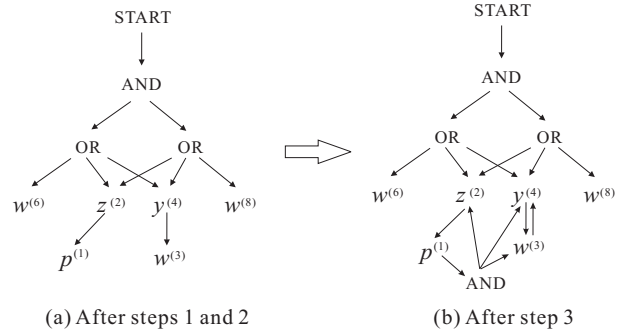 START
AND
OR OR
w(6) z(2) y(4) w(8)
p(1) w(3)
(a) After steps 1 and 2
START
AND
OR OR
w(6) z(2) y(4) w(8)
p(1) w(3)
AND
(b) After step 3